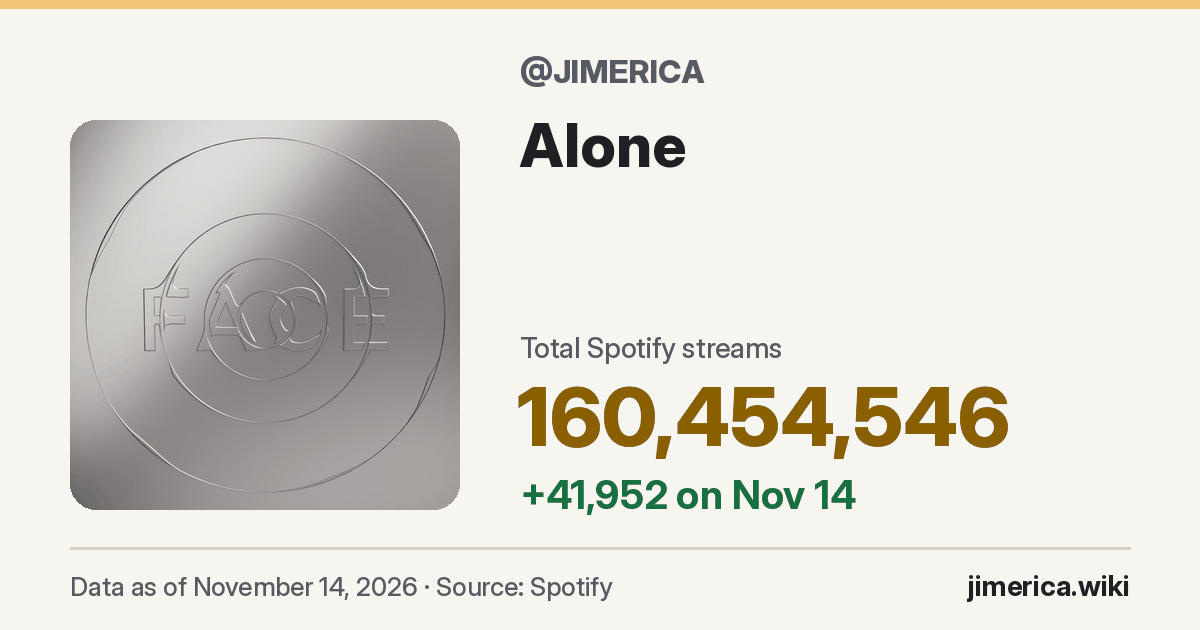 @JIMERICA
Alone
FACE
Total Spotify streams
160,454,546
+41,952 on Nov 14
Data as of November 14, 2026 · Source: Spotify
jimerica.wiki